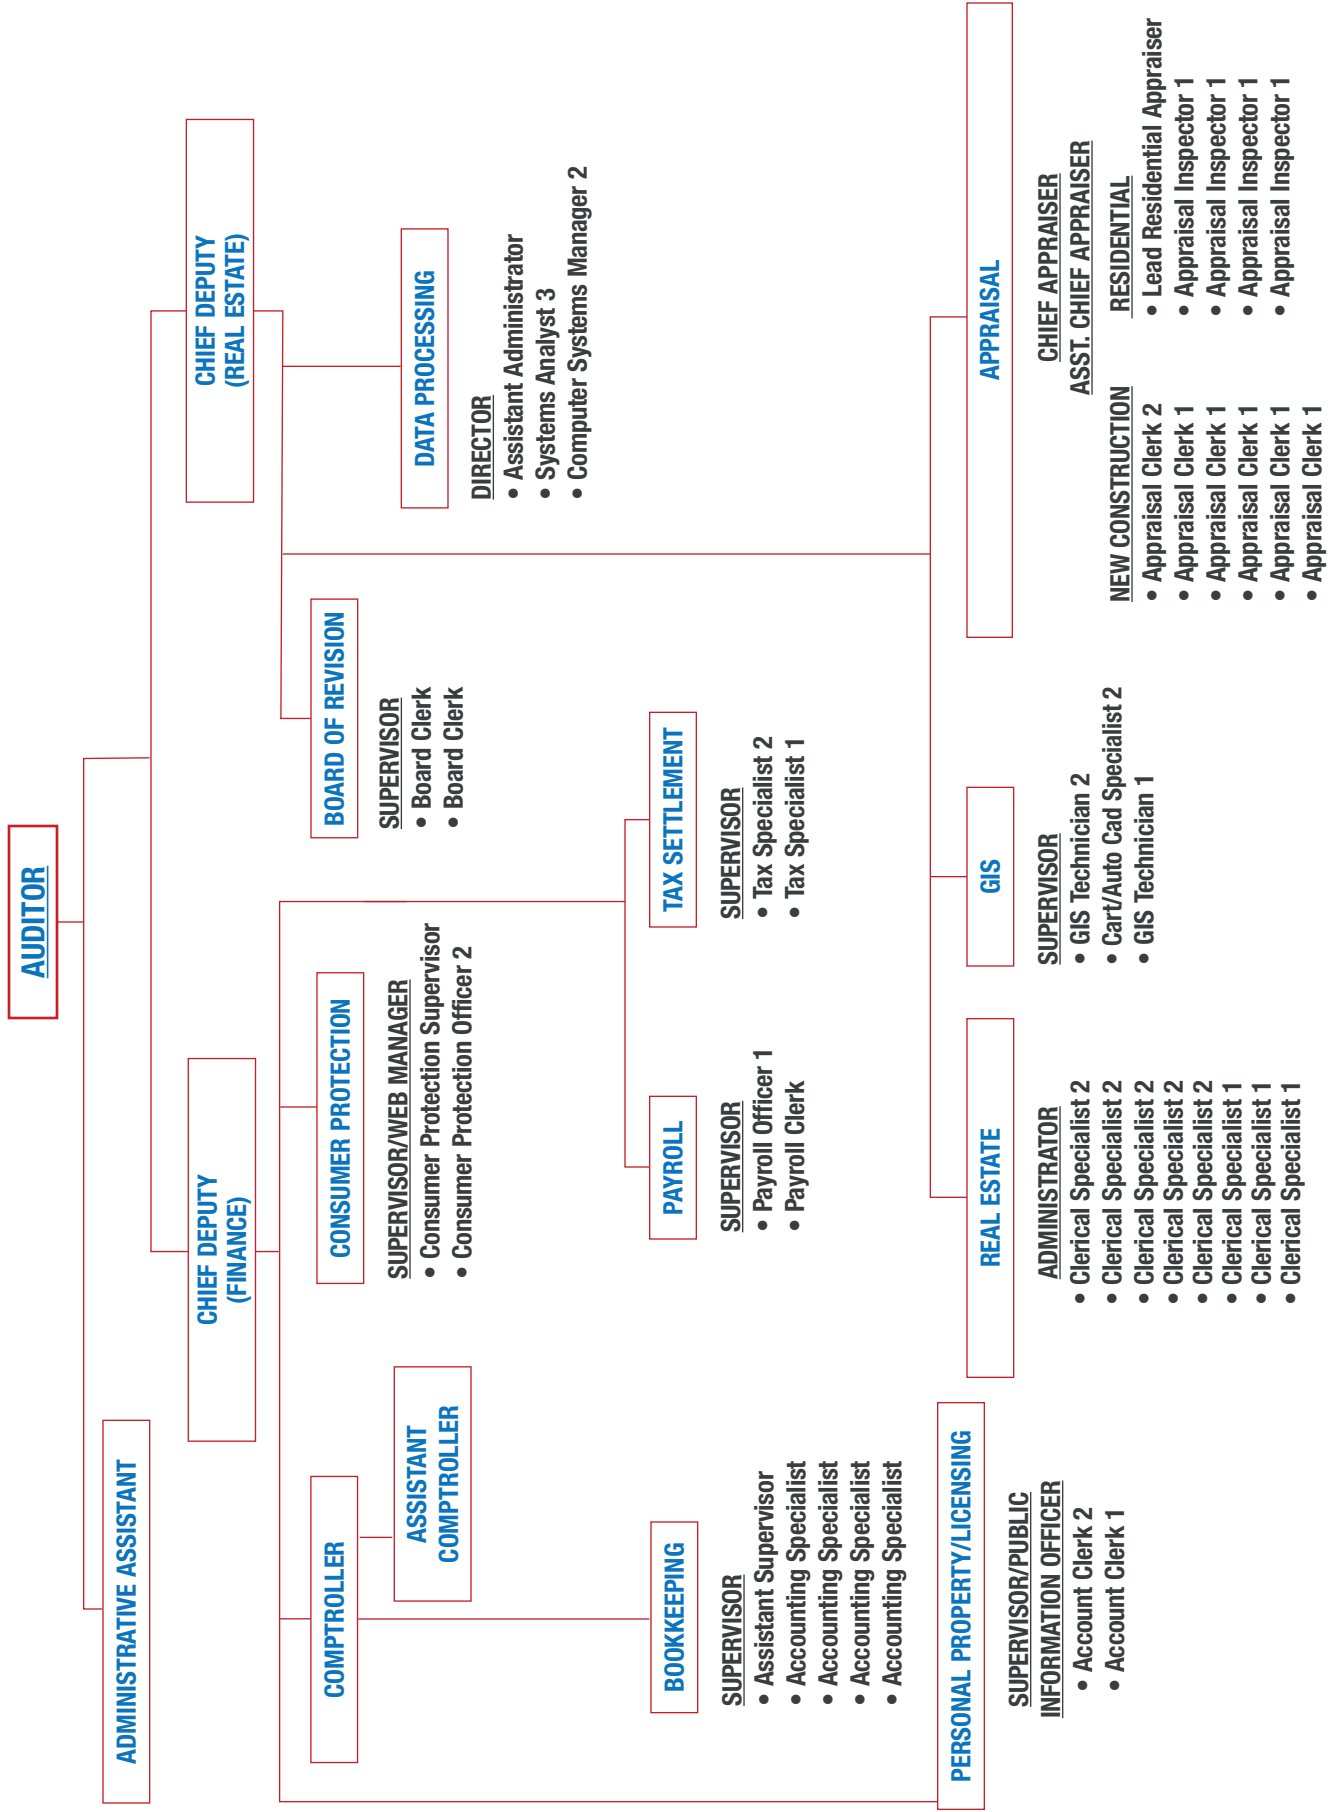 AUDITOR
ADMINISTRATIVE ASSISTANT
CHIEF DEPUTY
(FINANCE)
CHIEF DEPUTY
(REAL ESTATE)
COMPTROLLER
ASSISTANT
COMPTROLLER
CONSUMER PROTECTION
SUPERVISOR/WEB MANAGER
• Consumer Protection Supervisor
• Consumer Protection Officer 2
BOARD OF REVISION
SUPERVISOR
• Board Clerk
• Board Clerk
DATA PROCESSING
DIRECTOR
• Assistant Administrator
• Systems Analyst 3
• Computer Systems Manager 2
BOOKKEEPING
SUPERVISOR
• Assistant Supervisor
• Accounting Specialist
• Accounting Specialist
• Accounting Specialist
• Accounting Specialist
PAYROLL
SUPERVISOR
• Payroll Officer 1
• Payroll Clerk
TAX SETTLEMENT
SUPERVISOR
• Tax Specialist 2
• Tax Specialist 1
PERSONAL PROPERTY/LICENSING
SUPERVISOR/PUBLIC
INFORMATION OFFICER
• Account Clerk 2
• Account Clerk 1
REAL ESTATE
ADMINISTRATOR
• Clerical Specialist 2
• Clerical Specialist 2
• Clerical Specialist 2
• Clerical Specialist 2
• Clerical Specialist 2
• Clerical Specialist 1
• Clerical Specialist 1
• Clerical Specialist 1
GIS
SUPERVISOR
• GIS Technician 2
• Cart/Auto Cad Specialist 2
• GIS Technician 1
APPRAISAL
CHIEF APPRAISER
ASST. CHIEF APPRAISER
NEW CONSTRUCTION
• Appraisal Clerk 2
• Appraisal Clerk 1
• Appraisal Clerk 1
• Appraisal Clerk 1
• Appraisal Clerk 1
• Appraisal Clerk 1
RESIDENTIAL
• Lead Residential Appraiser
• Appraisal Inspector 1
• Appraisal Inspector 1
• Appraisal Inspector 1
• Appraisal Inspector 1